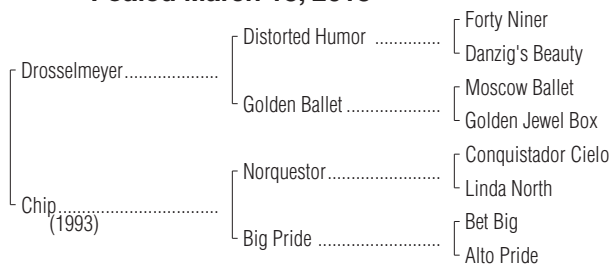 Forty Niner
Distorted Humor ..............
Danzig's Beauty
Drosselmeyer....................
Moscow Ballet
Golden Ballet ....................
Golden Jewel Box
Conquistador Cielo
Norquestor........................
Linda North
Chip..................................
(1993)
Bet Big
Big Pride ..........................
Alto Pride